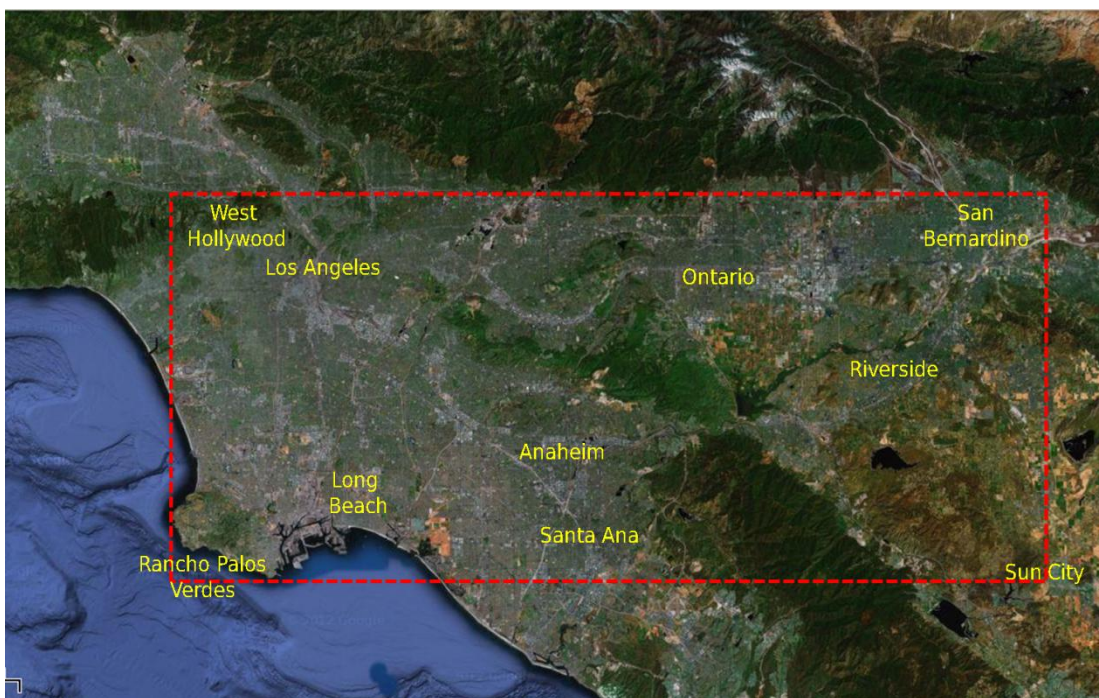 West
Hollywood
Los Angeles
San
Bernardino
Ontario
Riverside
Anaheim
Long
Beach
Santa Ana
Rancho Palos
Verdes
Sun City